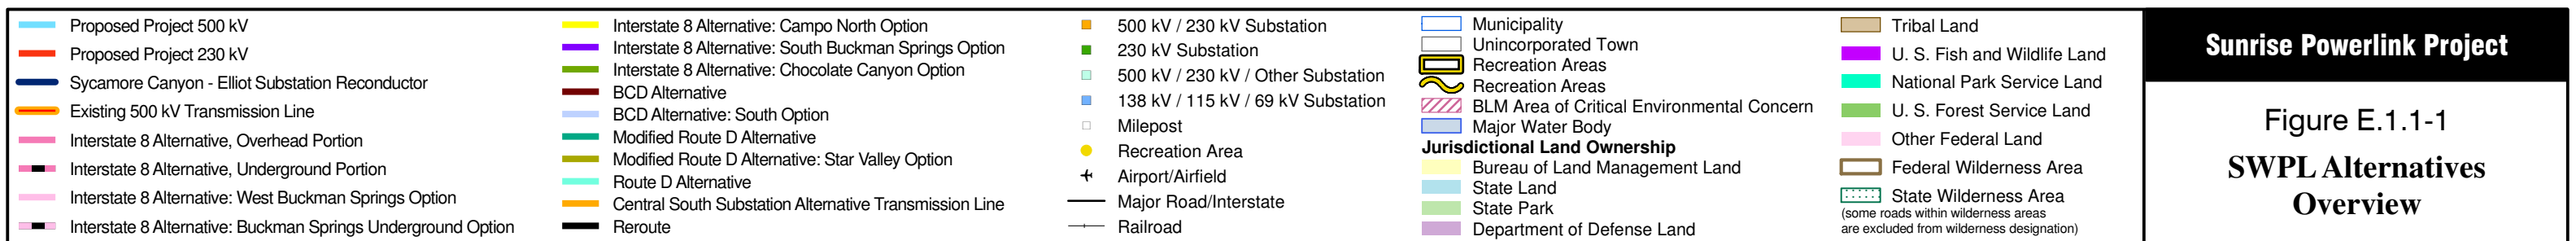 Proposed Project 500 kV
Proposed Project 230 kV
Sycamore Canyon - Elliot Substation Reconductor
Existing 500 kV Transmission Line
Interstate 8 Alternative, Overhead Portion
Interstate 8 Alternative, Underground Portion
Interstate 8 Alternative: West Buckman Springs Option
Interstate 8 Alternative: Buckman Springs Underground Option
Interstate 8 Alternative: Campo North Option
Interstate 8 Alternative: South Buckman Springs Option
Interstate 8 Alternative: Chocolate Canyon Option
BCD Alternative
BCD Alternative: South Option
Modified Route D Alternative
Modified Route D Alternative: Star Valley Option
Route D Alternative
Central South Substation Alternative Transmission Line
Reroute
500 kV / 230 kV Substation
230 kV Substation
500 kV / 230 kV / Other Substation
138 kV / 115 kV / 69 kV Substation
Milepost
Recreation Area
Airport/Airfield
Major Road/Interstate
Railroad
Municipality
Unincorporated Town
Recreation Areas
Recreation Areas
BLM Area of Critical Environmental Concern
Major Water Body
Jurisdictional Land Ownership
Bureau of Land Management Land
State Land
State Park
Department of Defense Land
Tribal Land
U. S. Fish and Wildlife Land
National Park Service Land
U. S. Forest Service Land
Other Federal Land
Federal Wilderness Area
State Wilderness Area
(some roads within wilderness areas
are excluded from wilderness designation)
Sunrise Powerlink Project
Figure E.1.1-1
SWPL Alternatives
Overview